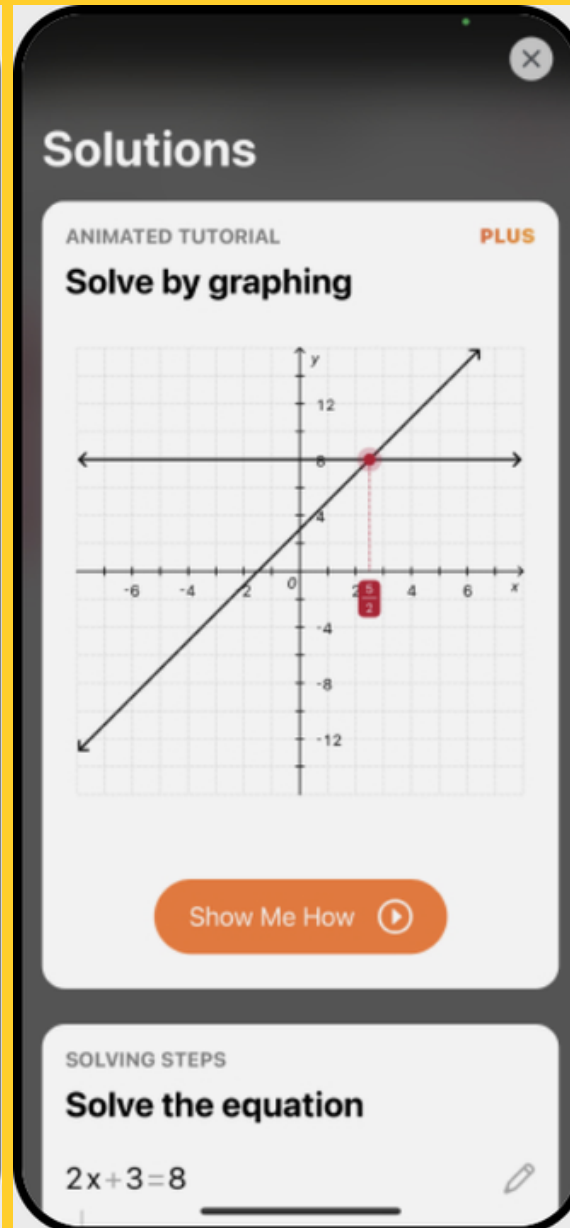 Solutions
ANIMATED TUTORIAL PLUS
Solve by graphing
y
12
8
4
-6 -4 -2 0 2 5/2 4 6 x
-4
-8
-12
Show Me How
SOLVING STEPS
Solve the equation
2x+3=8